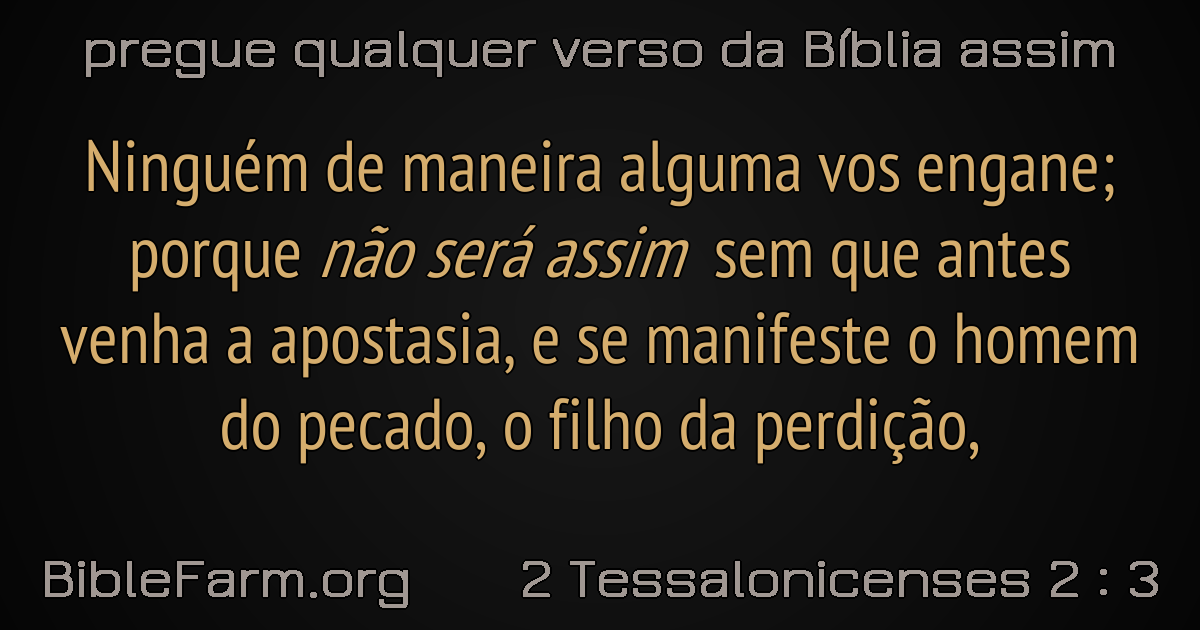 pregue qualquer verso da Bíblia assim
Ninguém de maneira alguma vos engane;
porque não será assim sem que antes
venha a apostasia, e se manifeste o homem
do pecado, o filho da perdição,
BibleFarm.org
2 Tessalonicenses 2 : 3